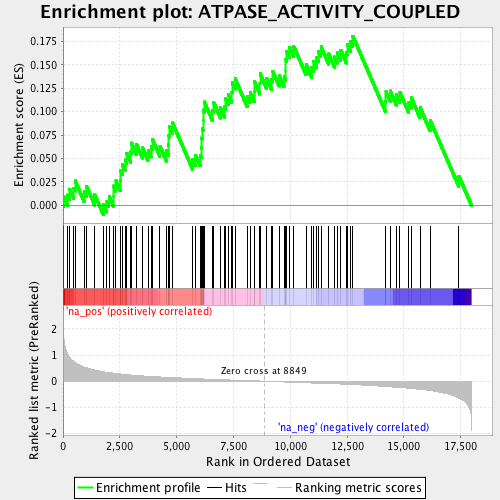 Enrichment plot: ATPASE_ACTIVITY_COUPLED
Enrichment score (ES)
0.175
0.150
0.125
0.100
0.075
0.050
0.025
0.000
'na_pos' (positively correlated)
Ranked list metric (PreRanked)
2
1
0
-1
-2
Zero cross at 8849
'na_neg' (negatively correlated)
0
2,500
5,000
7,500
10,000
12,500
15,000
17,500
Rank in Ordered Dataset
Enrichment profile
Hits
Ranking metric scores